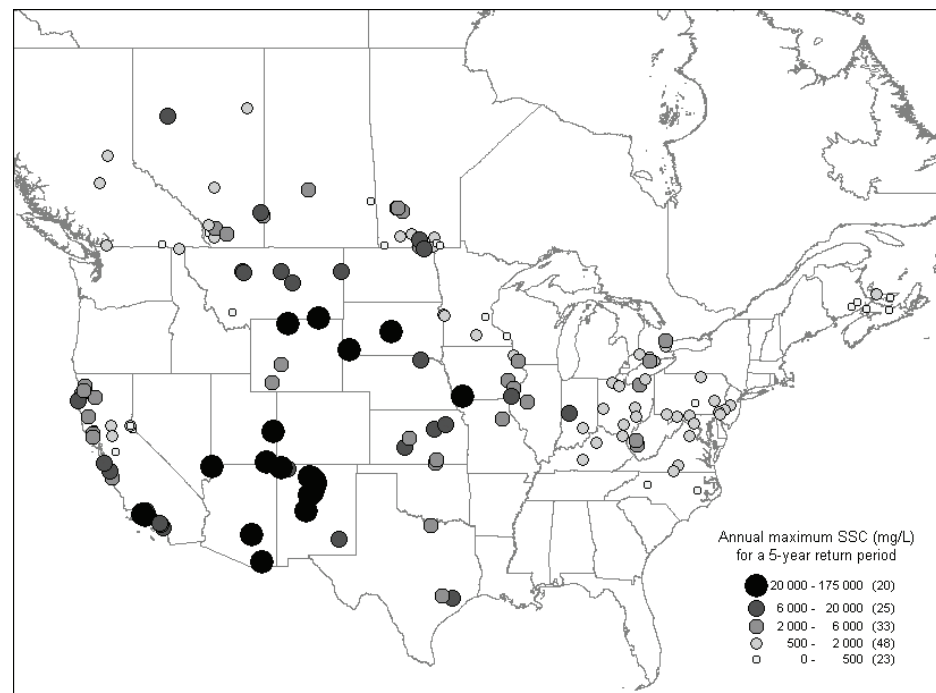 Annual maximum SSC (mg/L)
for a 5-year return period
20 000 - 175 000 (20)
6 000 - 20 000 (25)
2 000 - 6 000 (33)
500 - 2 000 (48)
0 - 500 (23)